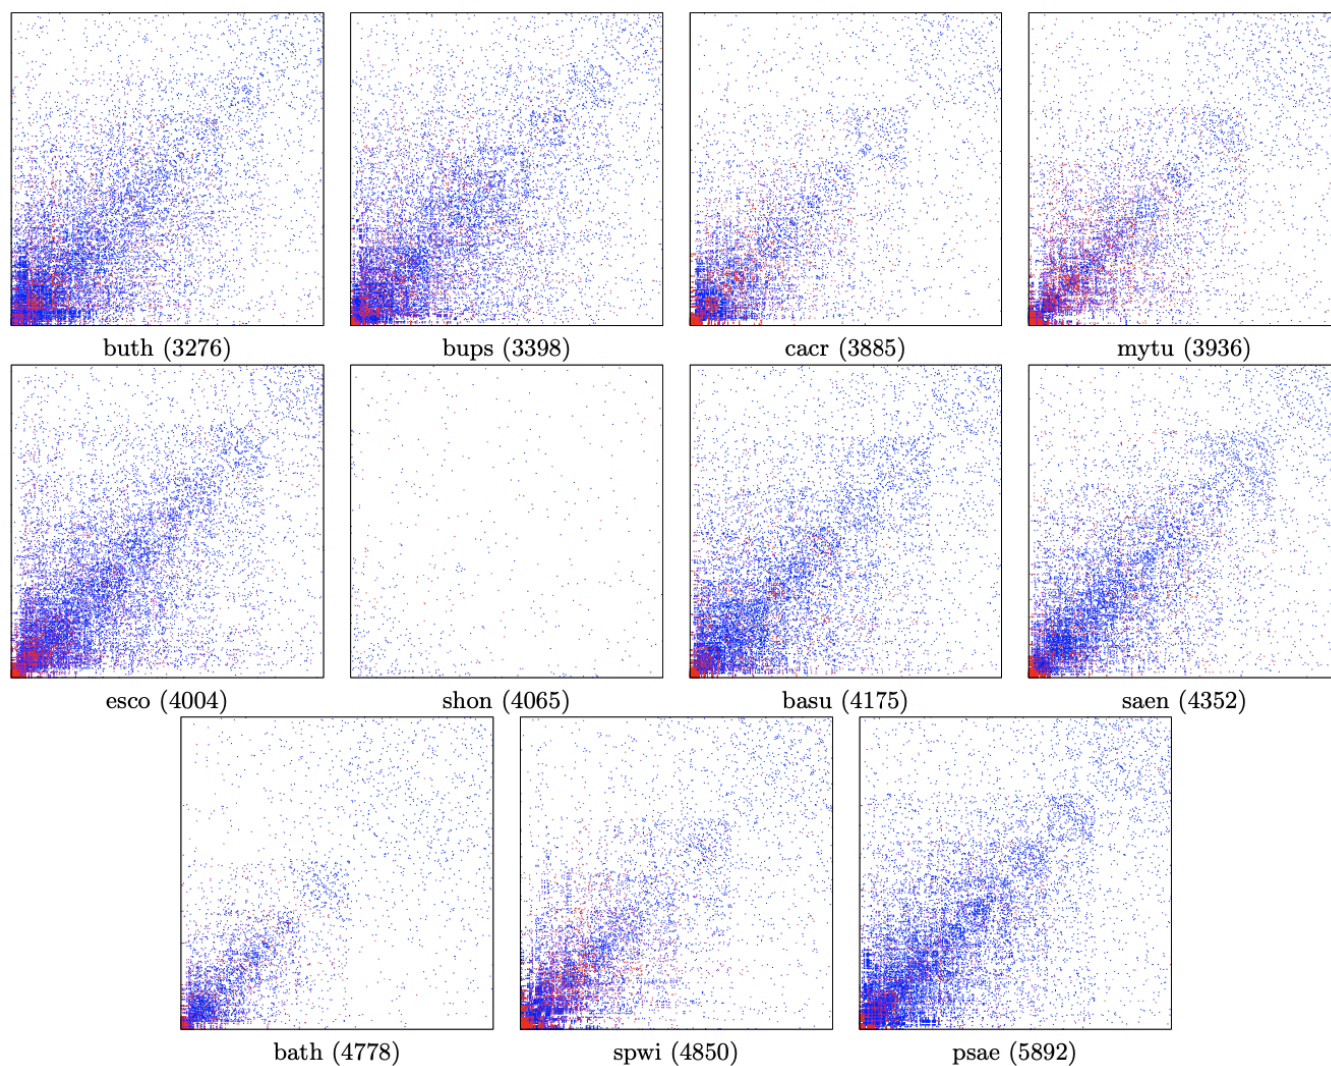 buth (3276) bups (3398) cacr (3885) mytu (3936)
esco (4004) shon (4065) basu (4175) saen (4352)
bath (4778) spwi (4850) psae (5892)